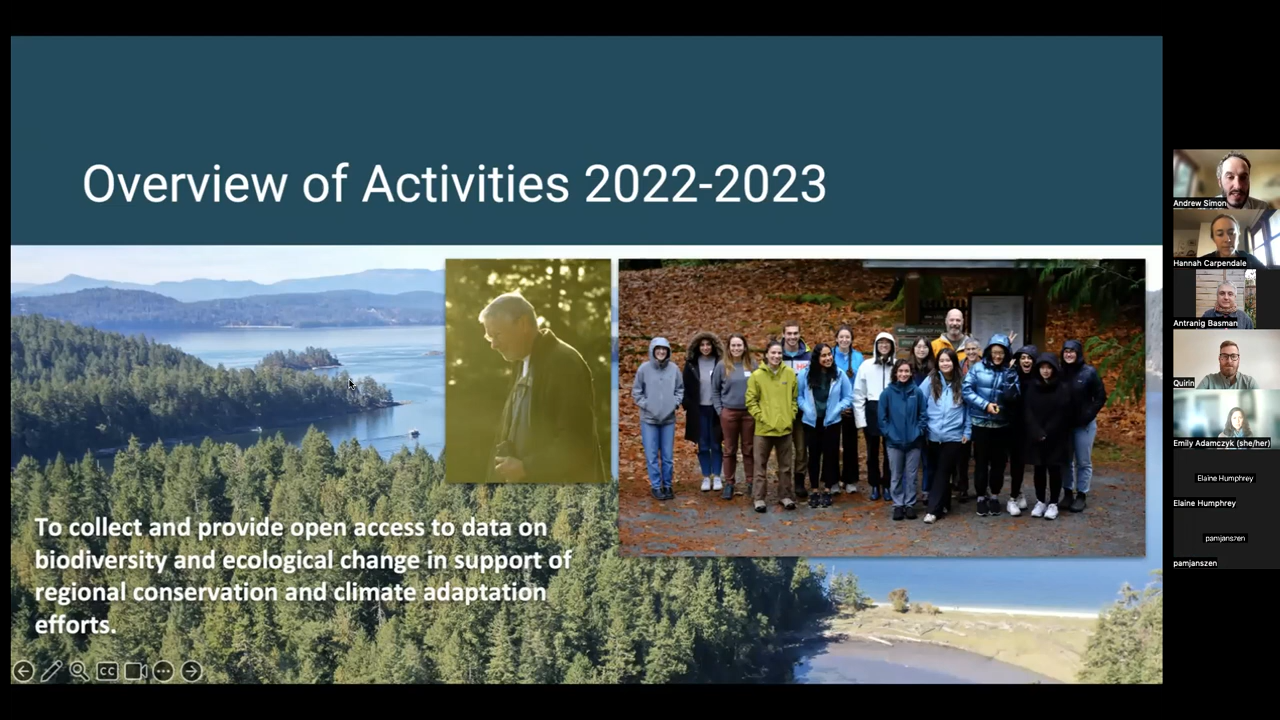 Overview of Activities 2022-2023
To collect and provide open access to data on
biodiversity and ecological change in support of
regional conservation and climate adaptation
efforts.
CC
Andrew Simon
Hannah Carpendale
Antranig Basman
Quirin
Emily Adamczyk (she/her)
Elaine Humphrey
Elaine Humphrey
pamjanszen
pamjanszen